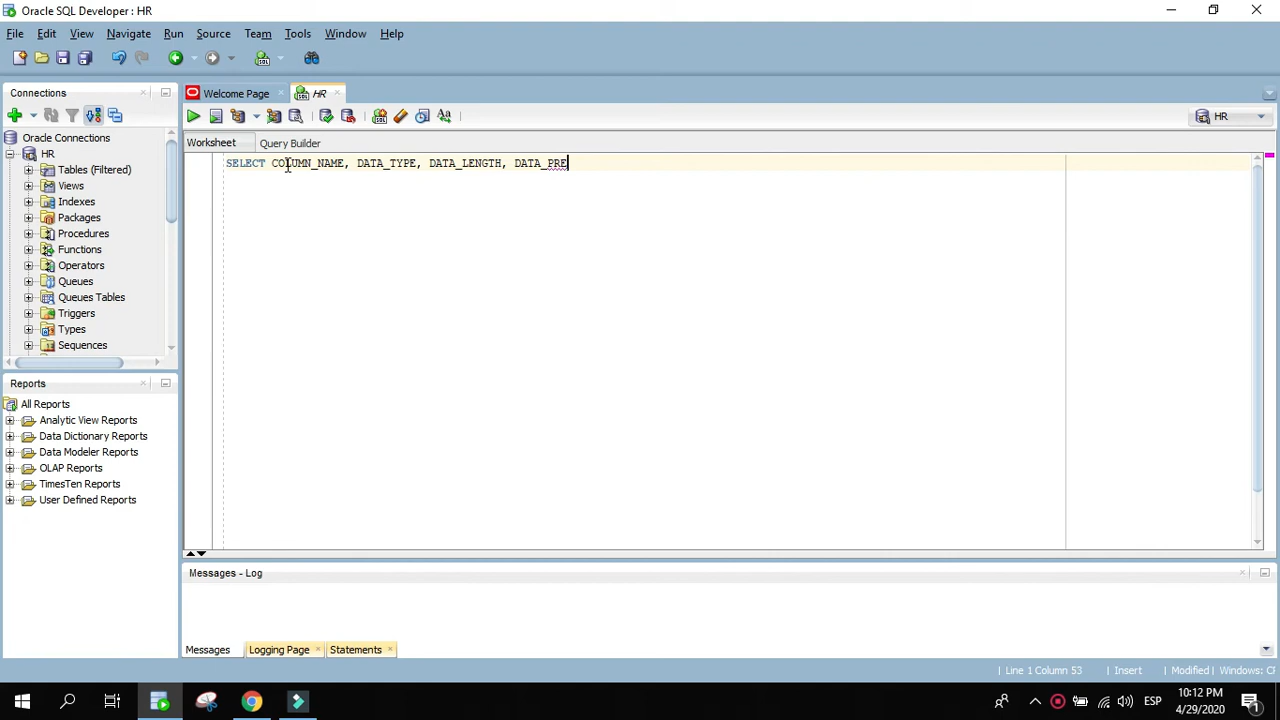 Oracle SQL Developer: HR
File Edit View Navigate Run Source Team Tools Window Help
Connections
Oracle Connections
HR
Tables (Filtered)
Views
Indexes
Packages
Procedures
Functions
Operators
Queues
Queues Tables
Triggers
Types
Sequences
Reports
All Reports
Analytic View Reports
Data Dictionary Reports
Data Modeler Reports
OLAP Reports
TimesTen Reports
User Defined Reports
Welcome Page HR
HR
Worksheet Query Builder
SELECT COLUMN_NAME, DATA_TYPE, DATA_LENGTH, DATA_PRE
Messages - Log
Messages Logging Page Statements
Line 1 Column 53 Insert Modified Windows: CF
ESP 10:12 PM
4/29/2020
1